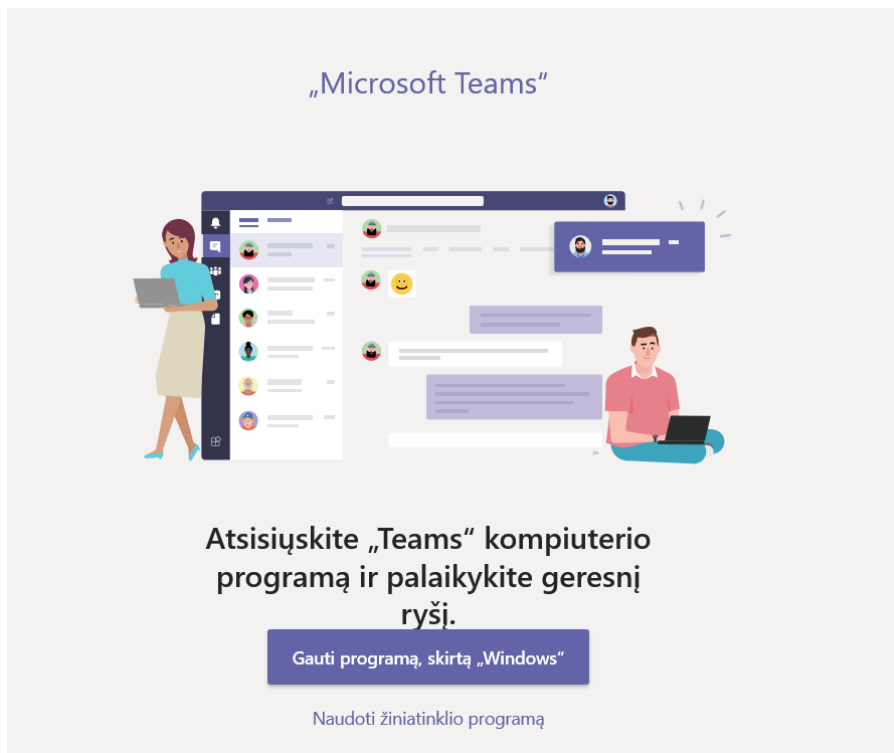 „Microsoft Teams“
Atsisiųskite „Teams“ kompiuterio
programą ir palaikykite geresnį
ryšį.
Gauti programą, skirtą „Windows“
Naudoti žiniatinklio programą